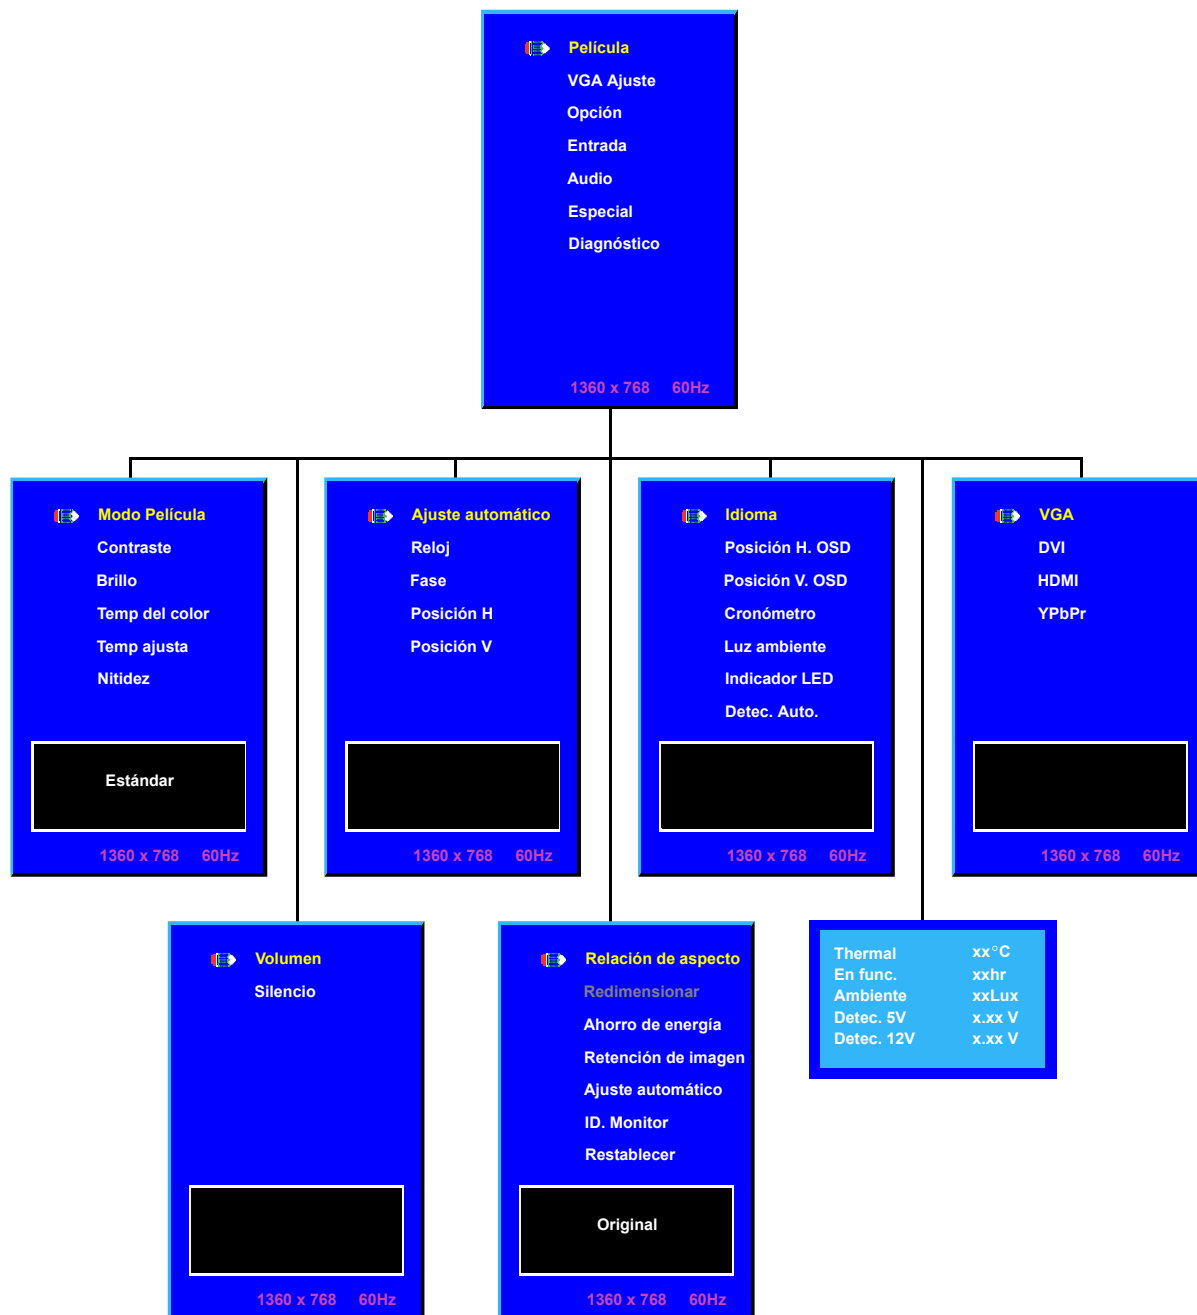 Película
VGA Ajuste
Opción
Entrada
Audio
Especial
Diagnóstico
1360 x 768 60Hz
Modo Película
Contraste
Brillo
Temp del color
Temp ajusta
Nitidez
Estándar
1360 x 768 60Hz
Ajuste automático
Reloj
Fase
Posición H
Posición V
1360 x 768 60Hz
Idioma
Posición H. OSD
Posición V. OSD
Cronómetro
Luz ambiente
Indicador LED
Detec. Auto.
1360 x 768 60Hz
VGA
DVI
HDMI
YPbPr
1360 x 768 60Hz
Volumen
Silencio
1360 x 768 60Hz
Relación de aspecto
Redimensionar
Ahorro de energía
Retención de imagen
Ajuste automático
ID. Monitor
Restablecer
Original
1360 x 768 60Hz
Thermal xx°C
En func. xxhr
Ambiente xxLux
Detec. 5V x.xx V
Detec. 12V x.xx V